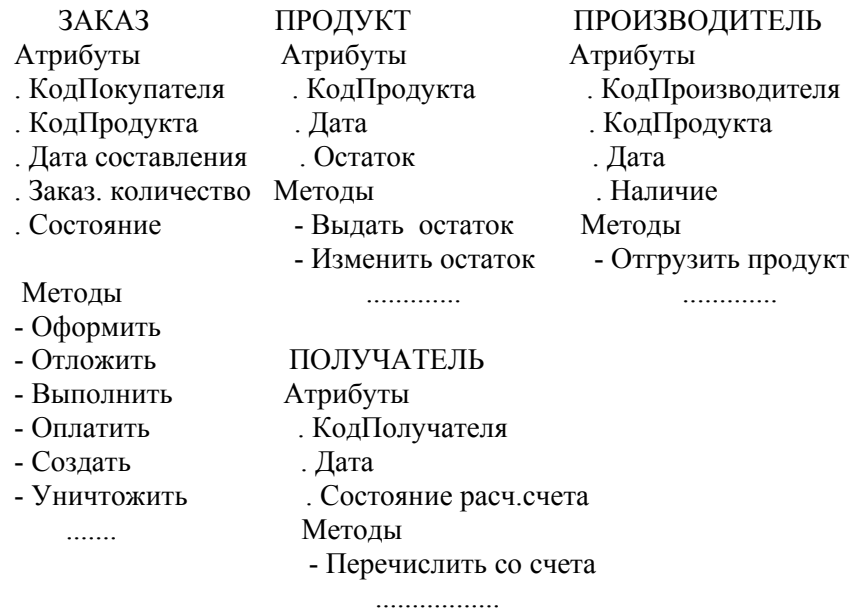 ЗАКАЗ
Атрибуты
. КодПокупателя
. КодПродукта
. Дата составления
. Заказ. количество
. Состояние
Методы
- Оформить
- Отложить
- Выполнить
- Оплатить
- Создать
- Уничтожить
.......
ПРОДУКТ
Атрибуты
. КодПродукта
. Дата
. Остаток
Методы
- Выдать остаток
- Изменить остаток
.............
ПРОИЗВОДИТЕЛЬ
Атрибуты
. КодПроизводителя
. КодПродукта
. Дата
. Наличие
Методы
- Отгрузить продукт
.............
ПОЛУЧАТЕЛЬ
Атрибуты
. КодПолучателя
. Дата
. Состояние расч.счета
Методы
- Перечислить со счета
.................